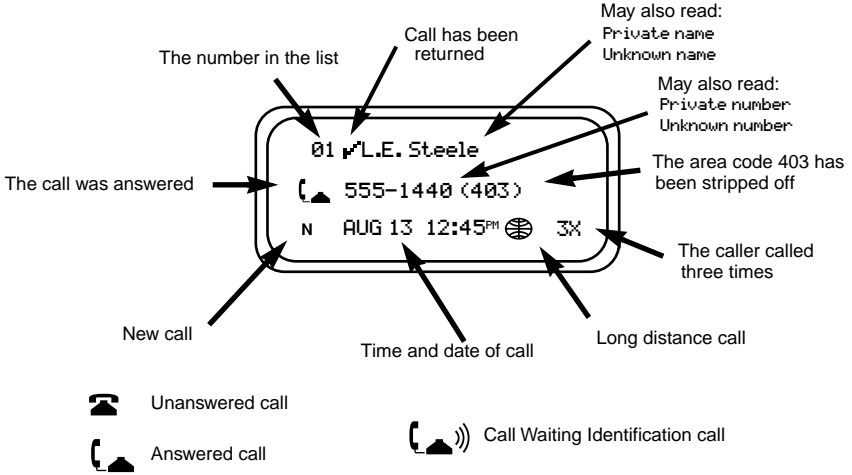 May also read:
Private name
Unknown name
Call has been
returned
The number in the list
May also read:
Private number
Unknown number
01 L.E. Steele
The area code 403 has
been stripped off
The call was answered
555-1440 (403)
N AUG 13 12:45PM 3X
The caller called
three times
New call
Time and date of call
Long distance call
Unanswered call
Answered call
Call Waiting Identification call